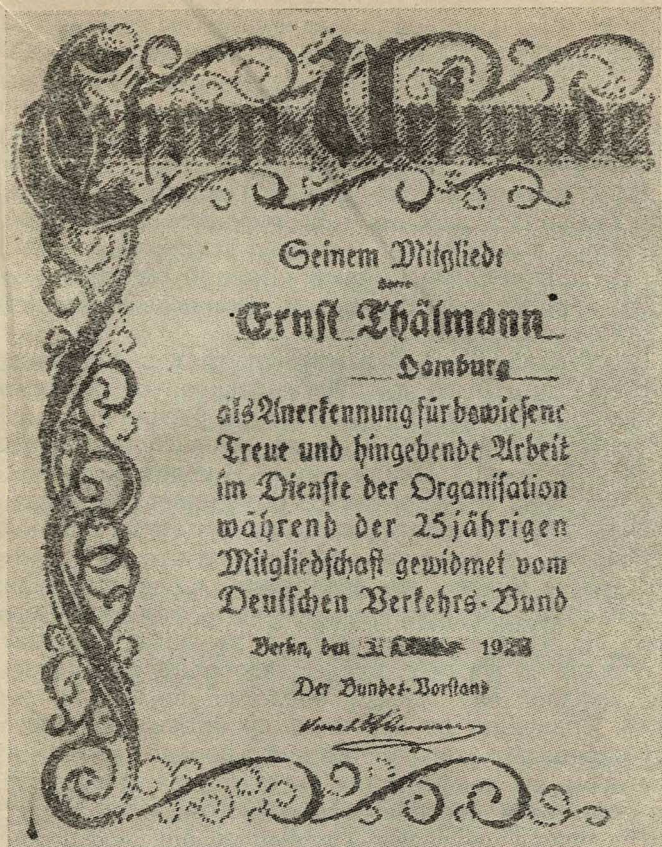 Ehren-Urkunde
Seinem Mitgliede
Herrn
Ernst Thälmann
Hamburg
als Anerkennung für bewiesene
Treue und hingebende Arbeit
im Dienste der Organisation
während der 25jährigen
Mitgliedschaft gewidmet vom
Deutschen Verkehrs-Bund
Berlin, den
Der Bundes-Vorstand